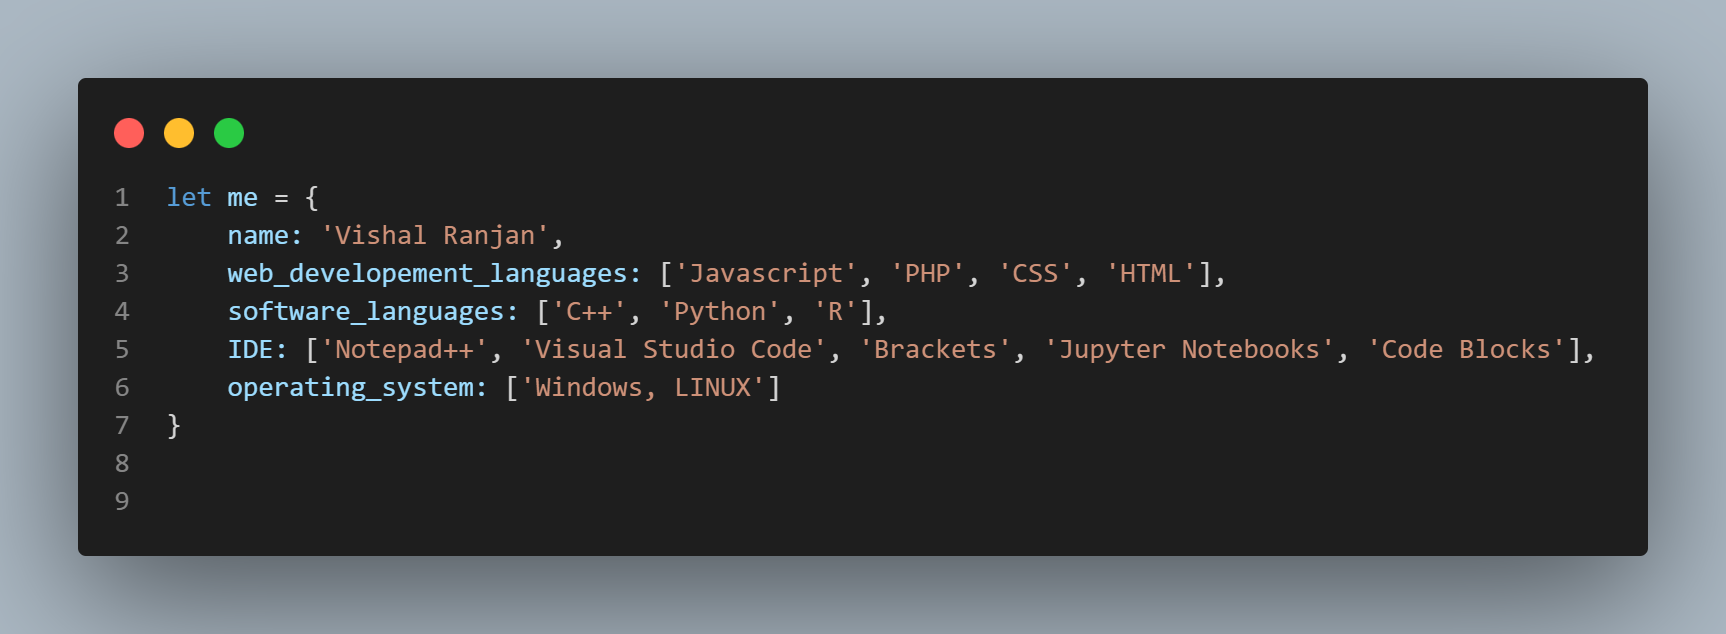 1 let me = {
2     name: 'Vishal Ranjan',
3     web_developement_languages: ['Javascript', 'PHP', 'CSS', 'HTML'],
4     software_languages: ['C++', 'Python', 'R'],
5     IDE: ['Notepad++', 'Visual Studio Code', 'Brackets', 'Jupyter Notebooks', 'Code Blocks'],
6     operating_system: ['Windows, LINUX']
7 }
8
9